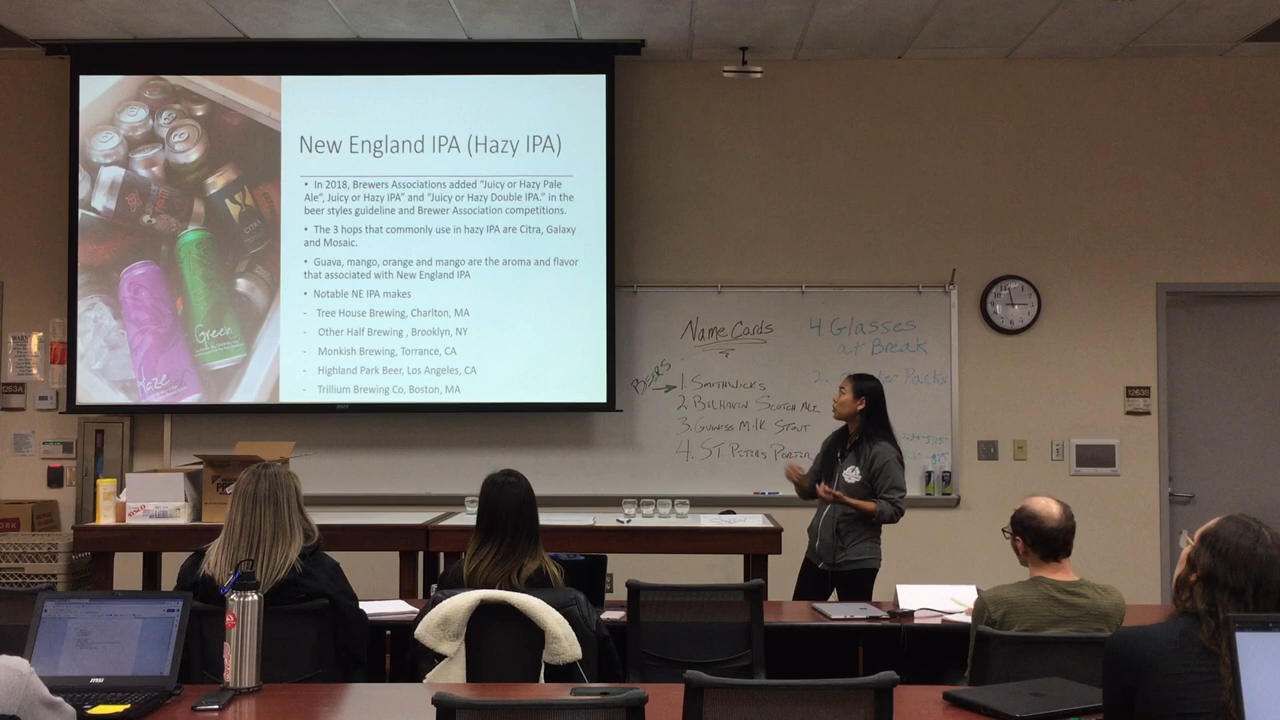 New England IPA (Hazy IPA)
• In 2018, Brewers Associations added "Juicy or Hazy Pale
Ale", Juicy or Hazy IPA" and "Juicy or Hazy Double IPA." in the
beer styles guideline and Brewer Association competitions.
• The 3 hops that commonly use in hazy IPA are Citra, Galaxy
and Mosaic.
• Guava, mango, orange and mango are the aroma and flavor
that associated with New England IPA
• Notable NE IPA makes
- Tree House Brewing, Charlton, MA
- Other Half Brewing , Brooklyn, NY
- Monkish Brewing, Torrance, CA
- Highland Park Beer, Los Angeles, CA
- Trillium Brewing Co, Boston, MA
CITRA
Green
Haze
Name Cards
Beers
1. Smithwicks
2 Belhaven Scotch Ale
3. Guiness Milk Stout
4. ST Peters Porter
4 Glasses
at Break
2. Packs
1263A
1263B
msi